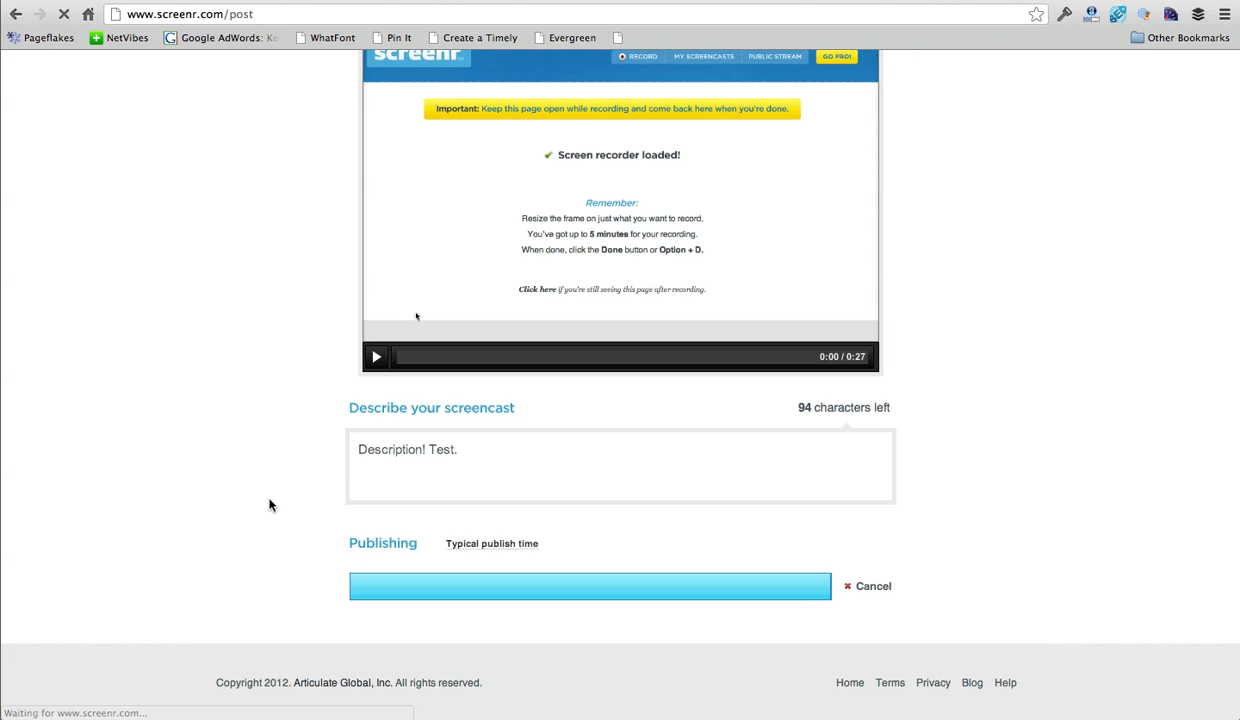 www.screenr.com/post
Pageflakes NetVibes Google AdWords: Ke WhatFont Pin It Create a Timely Evergreen Other Bookmarks
screenr RECORD MY SCREENCASTS PUBLIC STREAM GO PRO!
Important: Keep this page open while recording and come back here when you're done.
Screen recorder loaded!
Remember:
Resize the frame on just what you want to record.
You've got up to 5 minutes for your recording.
When done, click the Done button or Option + D.
Click here if you're still seeing this page after recording.
0:00 / 0:27
Describe your screencast 94 characters left
Description! Test.
Publishing Typical publish time
Cancel
Copyright 2012. Articulate Global, Inc. All rights reserved. Home Terms Privacy Blog Help
Waiting for www.screenr.com...